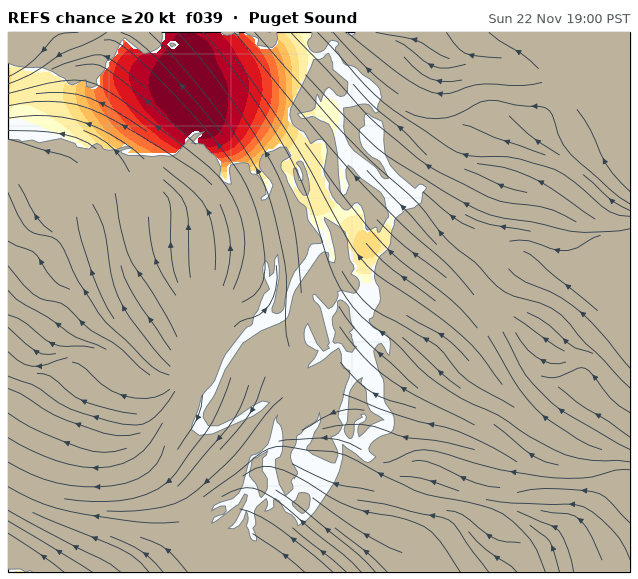 REFS chance ≥20 kt f039 · Puget Sound
Sun 22 Nov 19:00 PST